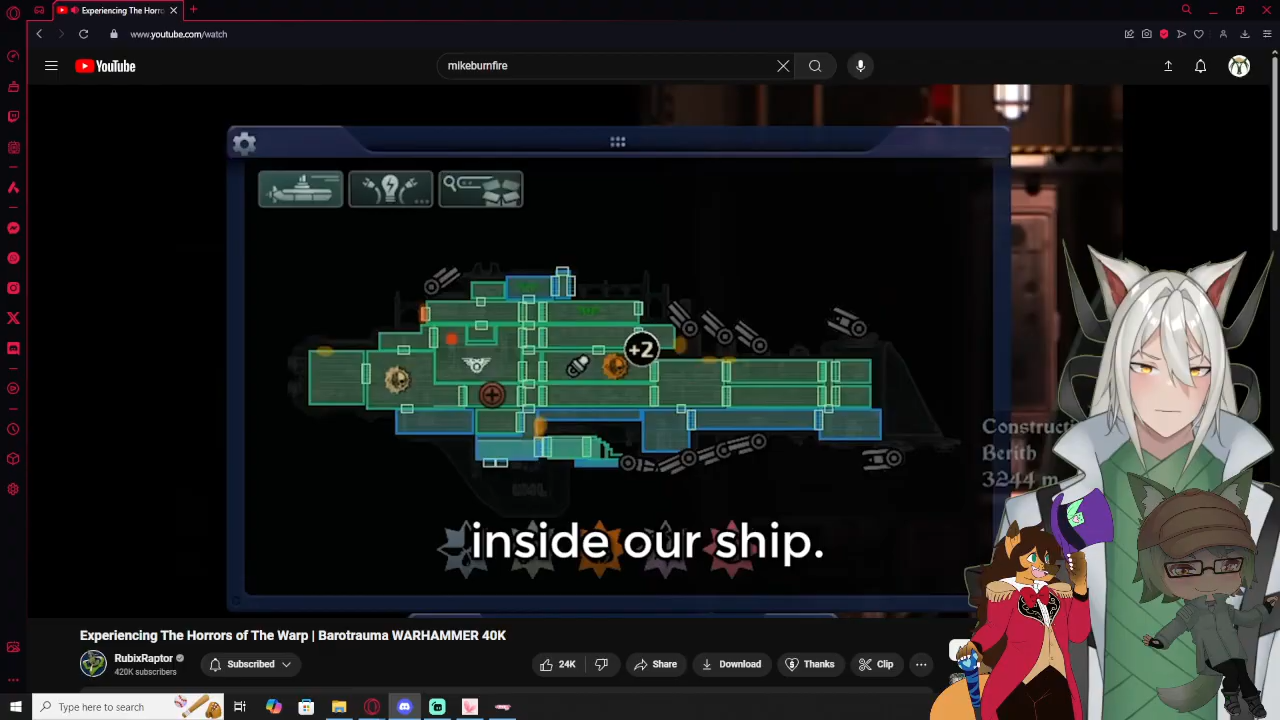 Experiencing The Horro
www.youtube.com/watch
YouTube
mikeburnfire
+2
Constructi
Berith
3244 m
inside our ship.
Experiencing The Horrors of The Warp | Barotrauma WARHAMMER 40K
RubixRaptor
420K subscribers
Subscribed
24K
Share
Download
Thanks
Clip
Type here to search